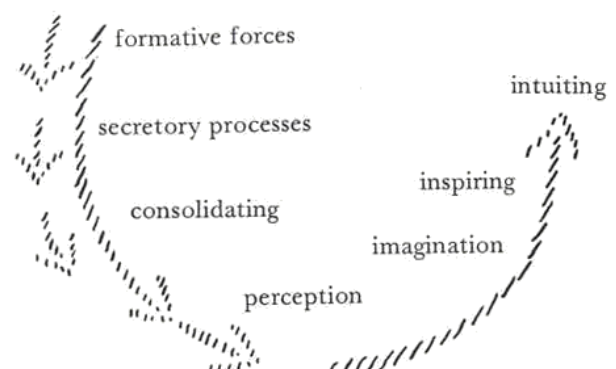 formative forces
intuiting
secretory processes
inspiring
consolidating
imagination
perception